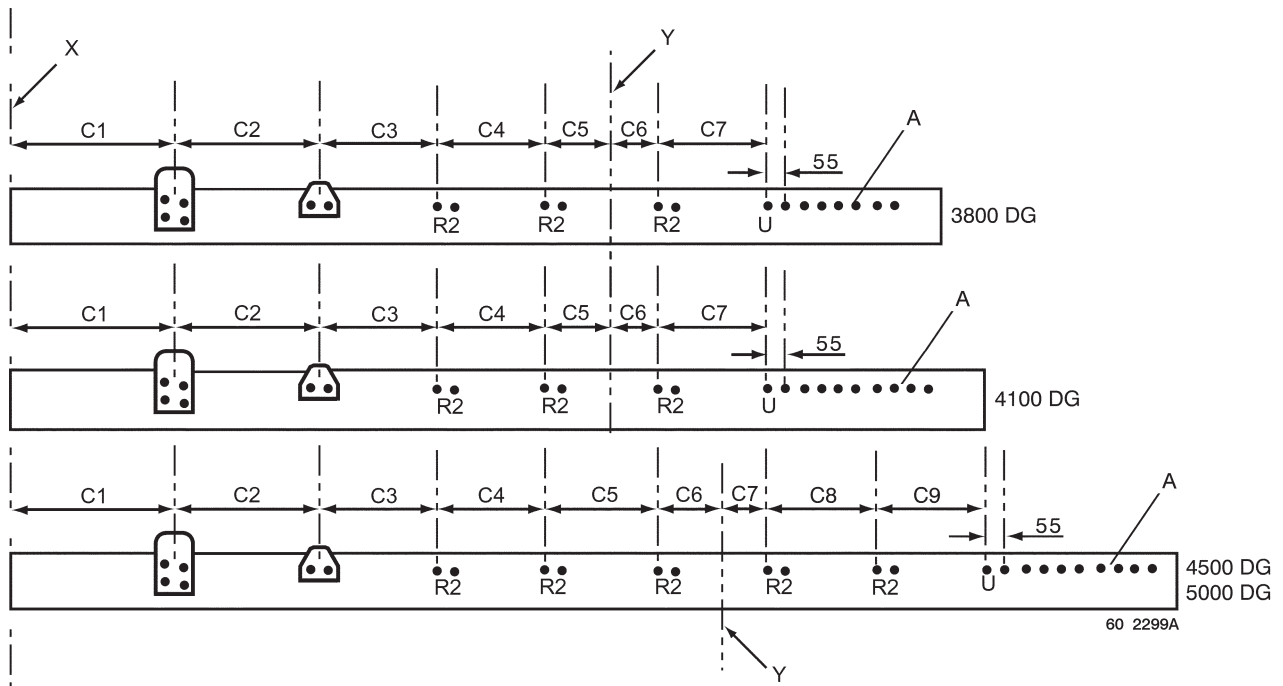 X
Y
C1 C2 C3 C4 C5 C6 C7
A
55
R2 R2 R2 U
3800 DG
C1 C2 C3 C4 C5 C6 C7
A
55
R2 R2 R2 U
4100 DG
C1 C2 C3 C4 C5 C6 C7 C8 C9
A
55
R2 R2 R2 R2 R2 U
4500 DG
5000 DG
60 2299A
Y